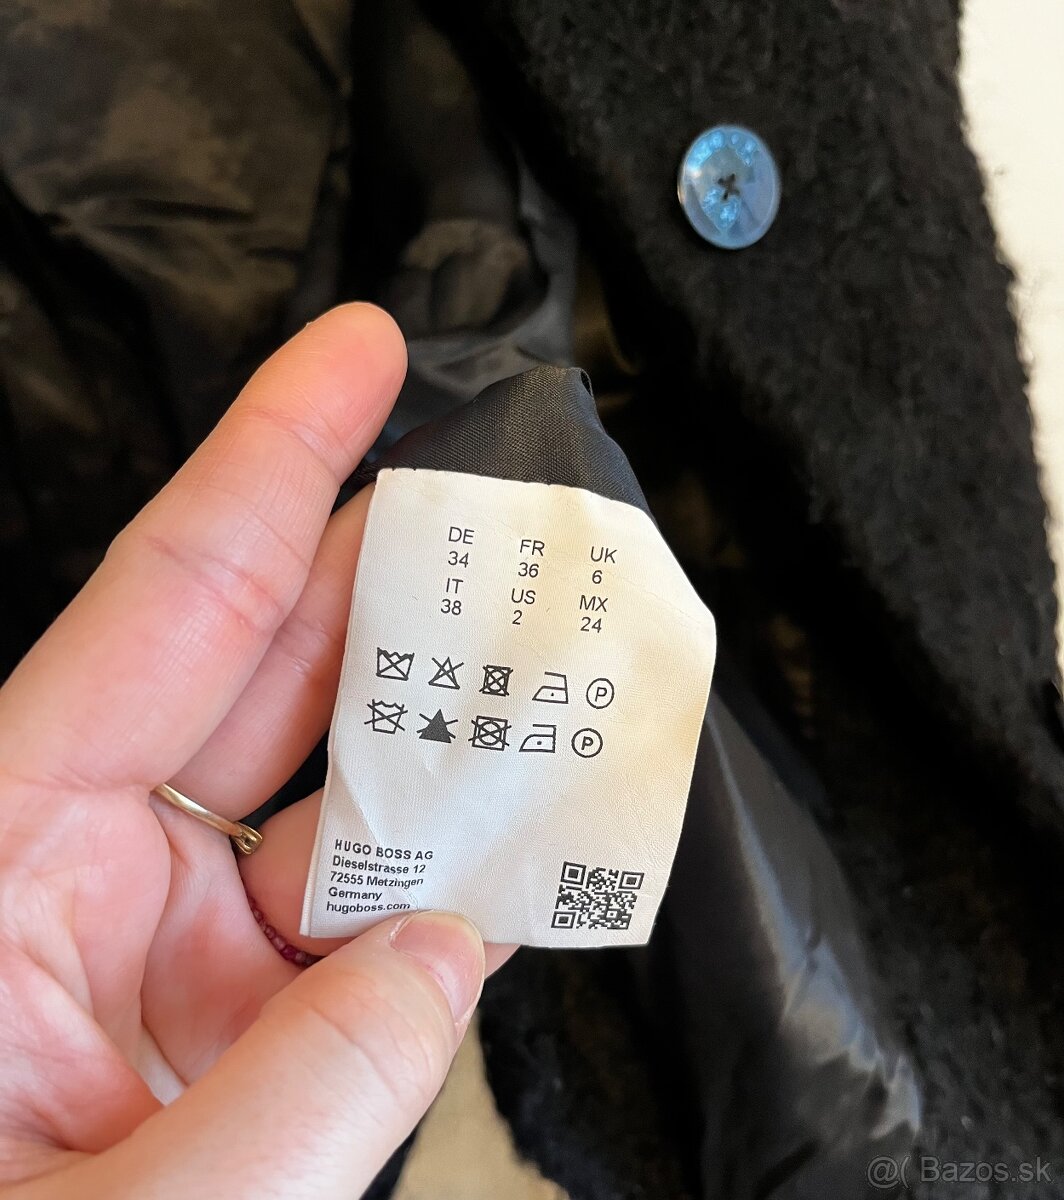 DE FR UK
34 36 6
IT US MX
38 2 24
P
P
HUGO BOSS AG
Dieselstrasse 12
72555 Metzingen
Germany
hugoboss.com
@( Bazos.sk